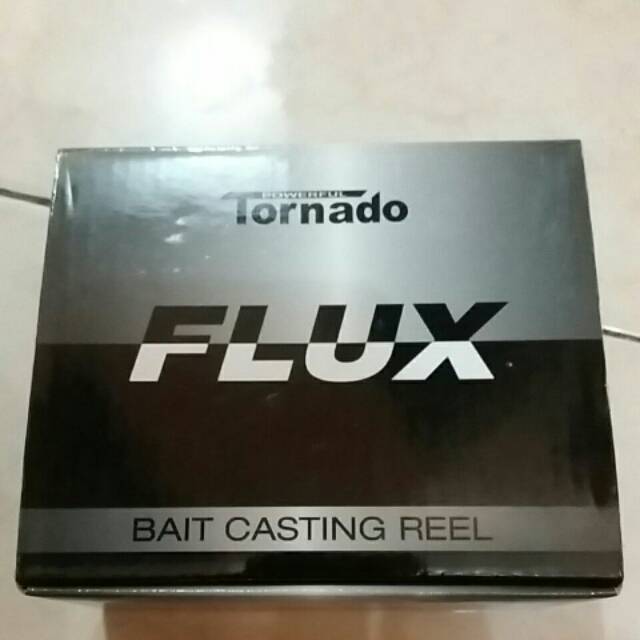 POWERFUL
Tornado
FLUX
BAIT CASTING REEL